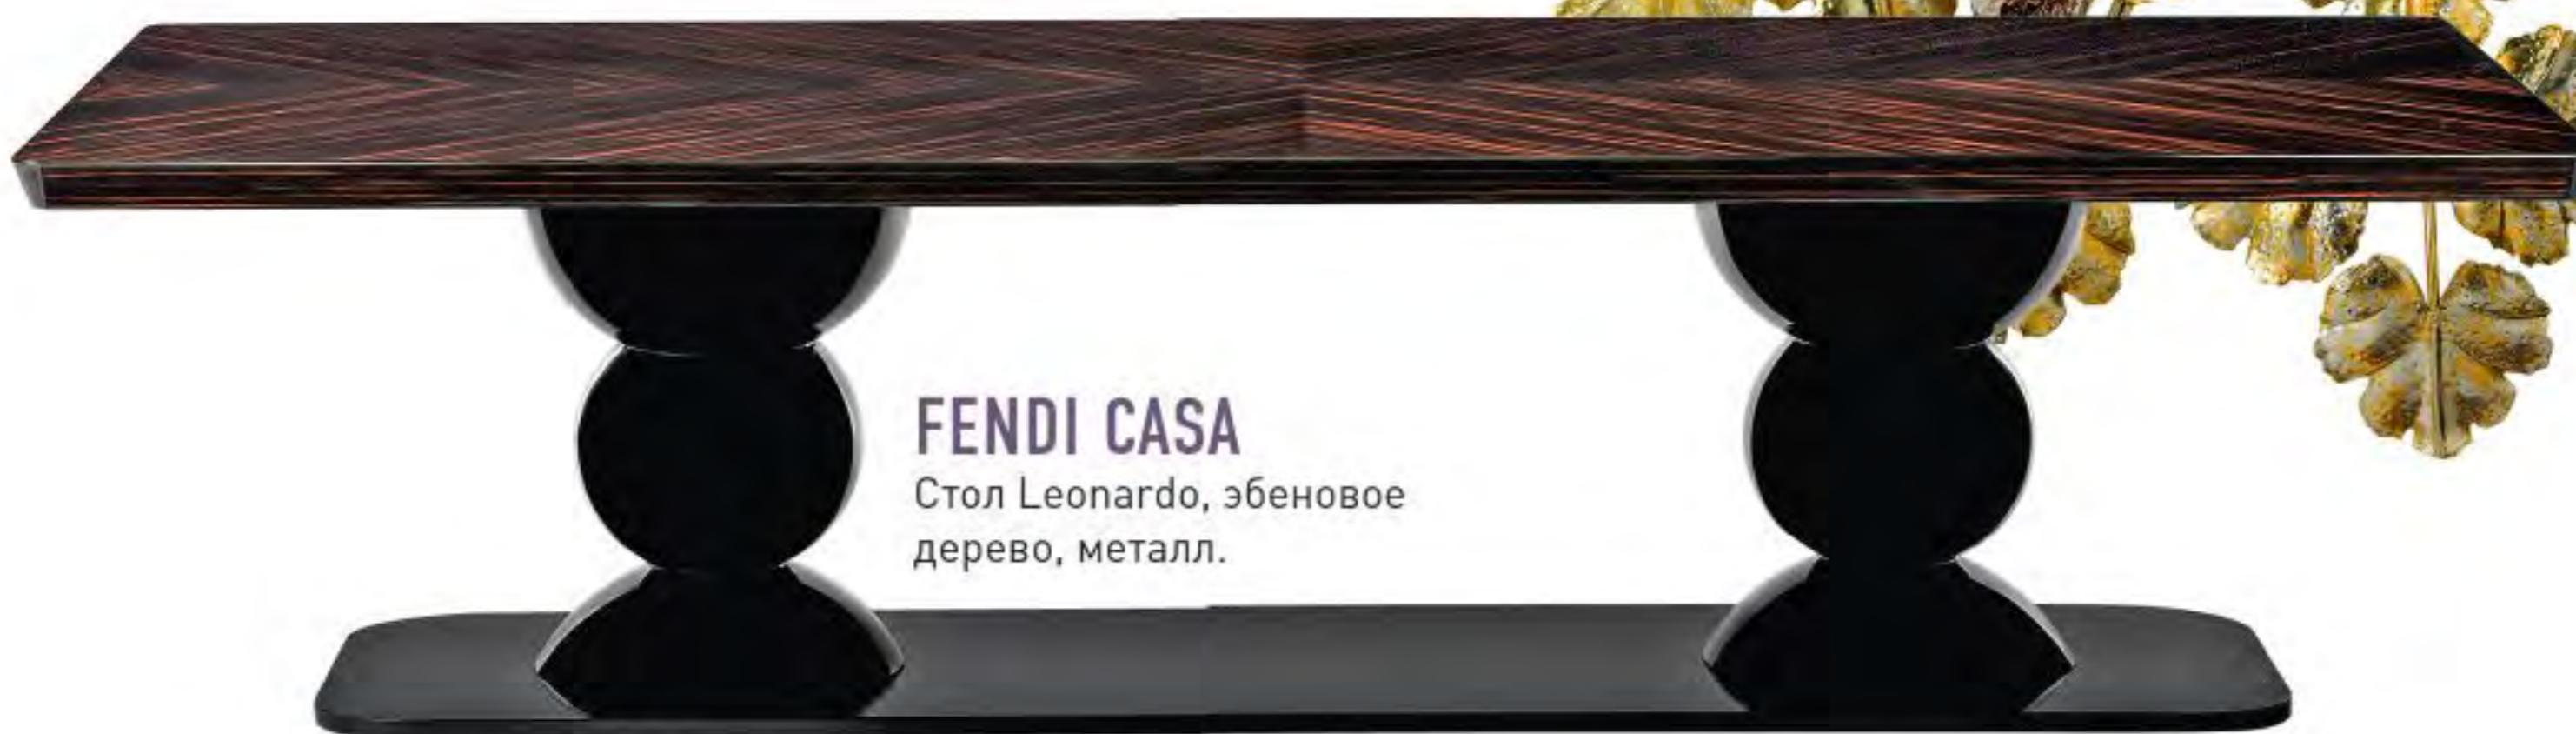 FENDI CASA
Стол Leonardo, эбеновое
дерево, металл.